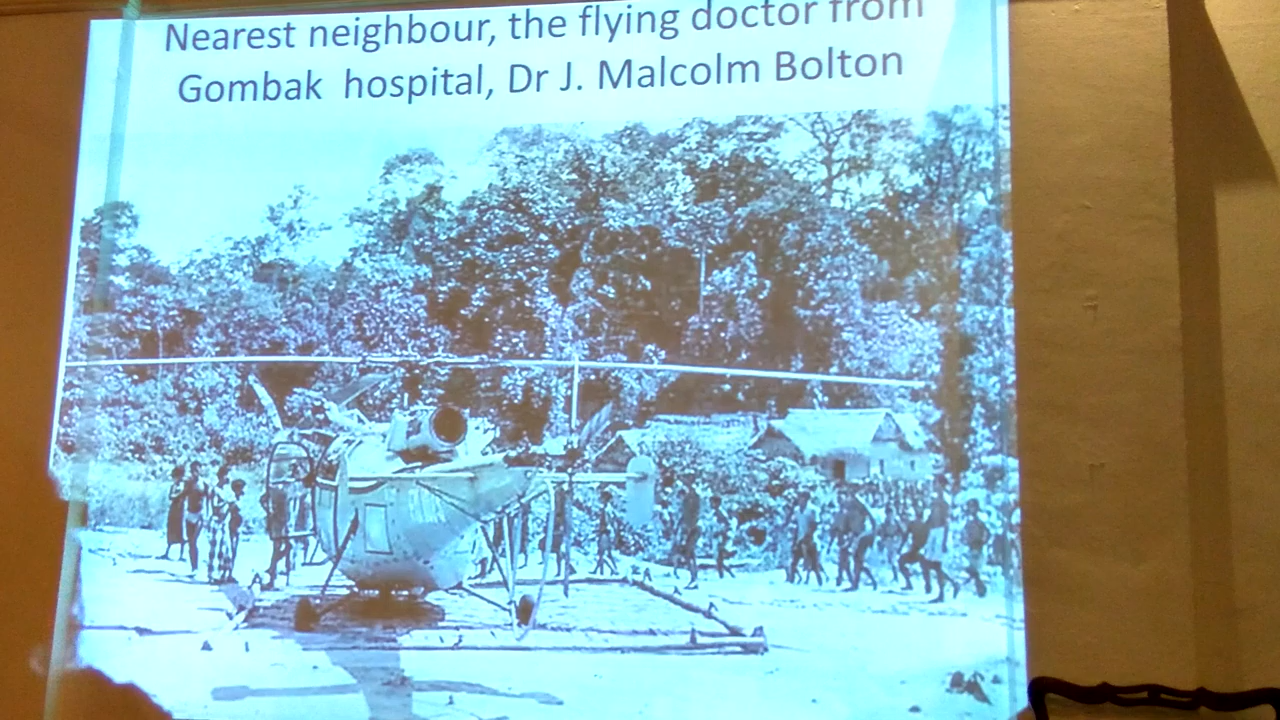 Nearest neighbour, the flying doctor from
Gombak hospital, Dr J. Malcolm Bolton